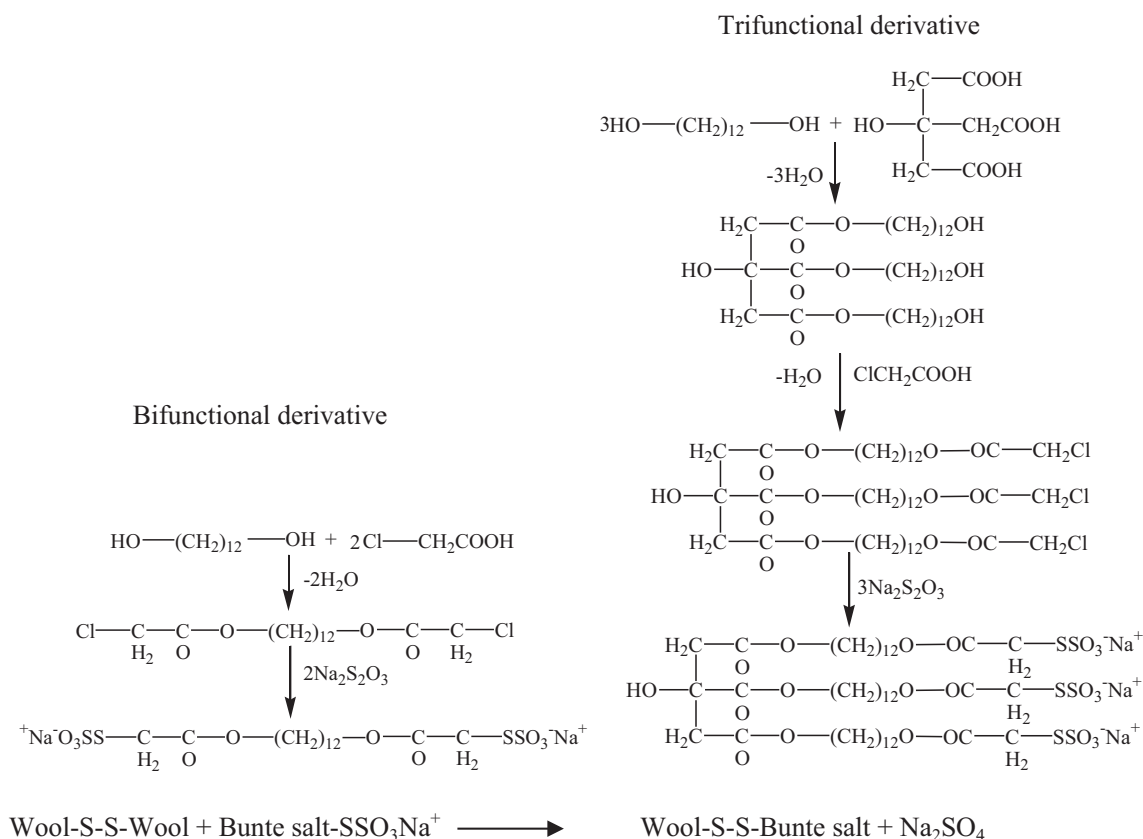 Trifunctional derivative
H₂C—COOH
3HO—(CH₂)₁₂—OH + HO—C—CH₂COOH
H₂C—COOH
-3H₂O
H₂C—C—O—(CH₂)₁₂OH
O
HO—C—C—O—(CH₂)₁₂OH
O
H₂C—C—O—(CH₂)₁₂OH
O
-H₂O ClCH₂COOH
H₂C—C—O—(CH₂)₁₂O—OC—CH₂Cl
O
HO—C—C—O—(CH₂)₁₂O—OC—CH₂Cl
O
H₂C—C—O—(CH₂)₁₂O—OC—CH₂Cl
O
3Na₂S₂O₃
H₂C—C—O—(CH₂)₁₂O—OC—C—SSO₃⁻Na⁺
O H₂
HO—C—C—O—(CH₂)₁₂O—OC—C—SSO₃⁻Na⁺
O H₂
H₂C—C—O—(CH₂)₁₂O—OC—C—SSO₃⁻Na⁺
O H₂
Bifunctional derivative
HO—(CH₂)₁₂—OH + 2Cl—CH₂COOH
-2H₂O
Cl—C—C—O—(CH₂)₁₂—O—C—C—Cl
H₂ O O H₂
2Na₂S₂O₃
⁺Na⁻O₃SS—C—C—O—(CH₂)₁₂—O—C—C—SSO₃⁻Na⁺
H₂ O O H₂
Wool-S-S-Wool + Bunte salt-SSO₃Na⁺ ⟶ Wool-S-S-Bunte salt + Na₂SO₄